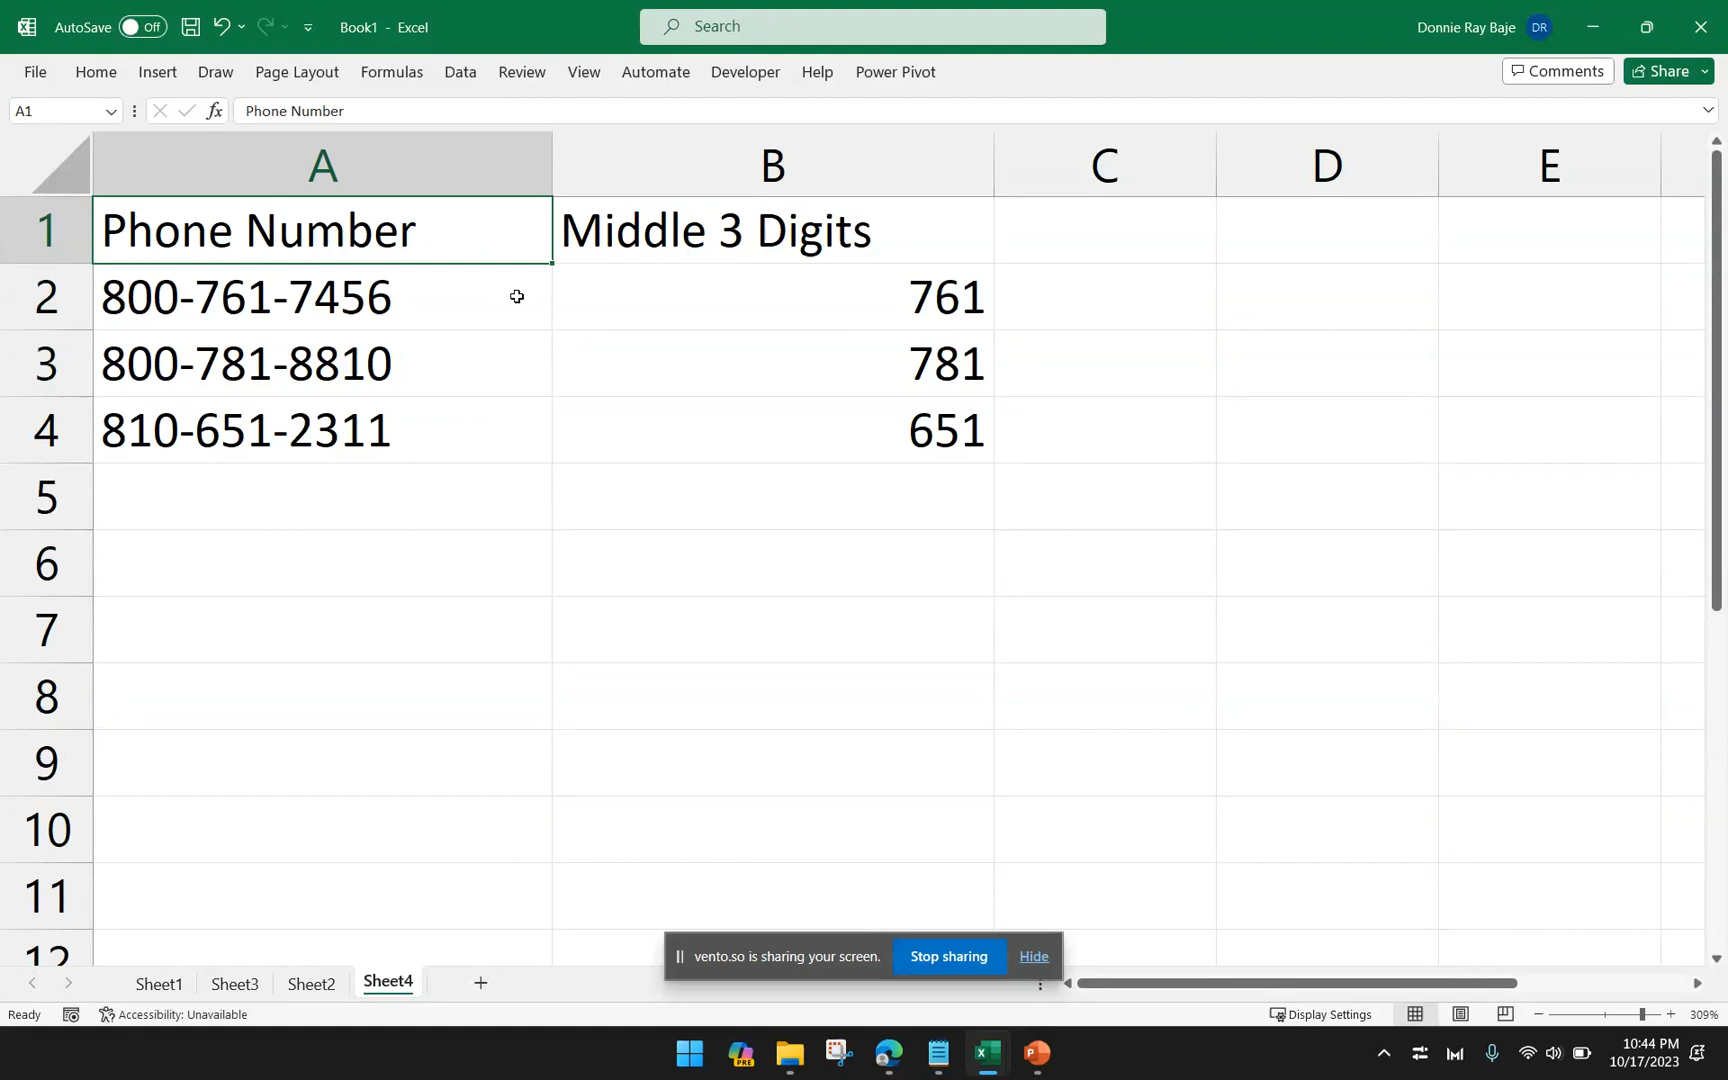 AutoSave Off Book1 - Excel Search Donnie Ray Baje DR
File Home Insert Draw Page Layout Formulas Data Review View Automate Developer Help Power Pivot Comments Share
A1 fx Phone Number
A B C D E
1 Phone Number Middle 3 Digits
2 800-761-7456 761
3 800-781-8810 781
4 810-651-2311 651
5
6
7
8
9
10
11
12
vento.so is sharing your screen. Stop sharing Hide
Sheet1 Sheet3 Sheet2 Sheet4
Ready Accessibility: Unavailable Display Settings 309%
PRE
10:44 PM
10/17/2023